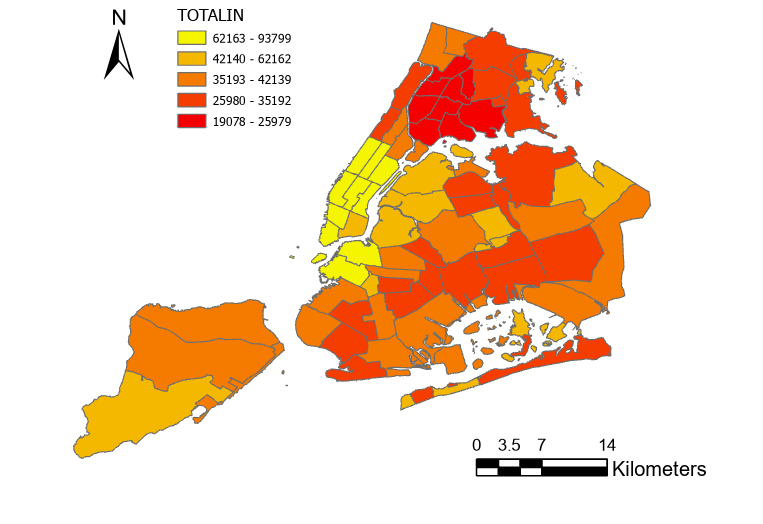 N
TOTALIN
62163 - 93799
42140 - 62162
35193 - 42139
25980 - 35192
19078 - 25979
0 3.5 7 14
Kilometers